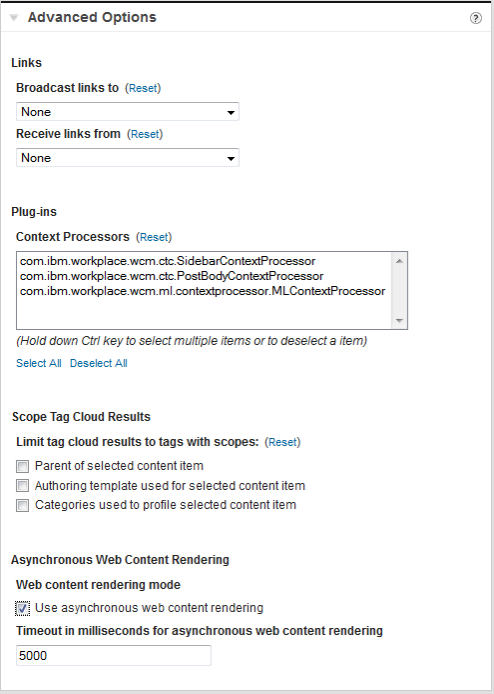 Advanced Options ?
Links
Broadcast links to (Reset)
None
Receive links from (Reset)
None
Plug-ins
Context Processors (Reset)
com.ibm.workplace.wcm.ctc.SidebarContextProcessor
com.ibm.workplace.wcm.ctc.PostBodyContextProcessor
com.ibm.workplace.wcm.ml.contextprocessor.MLContextProcessor
(Hold down Ctrl key to select multiple items or to deselect a item)
Select All Deselect All
Scope Tag Cloud Results
Limit tag cloud results to tags with scopes: (Reset)
Parent of selected content item
Authoring template used for selected content item
Categories used to profile selected content item
Asynchronous Web Content Rendering
Web content rendering mode
Use asynchronous web content rendering
Timeout in milliseconds for asynchronous web content rendering
5000